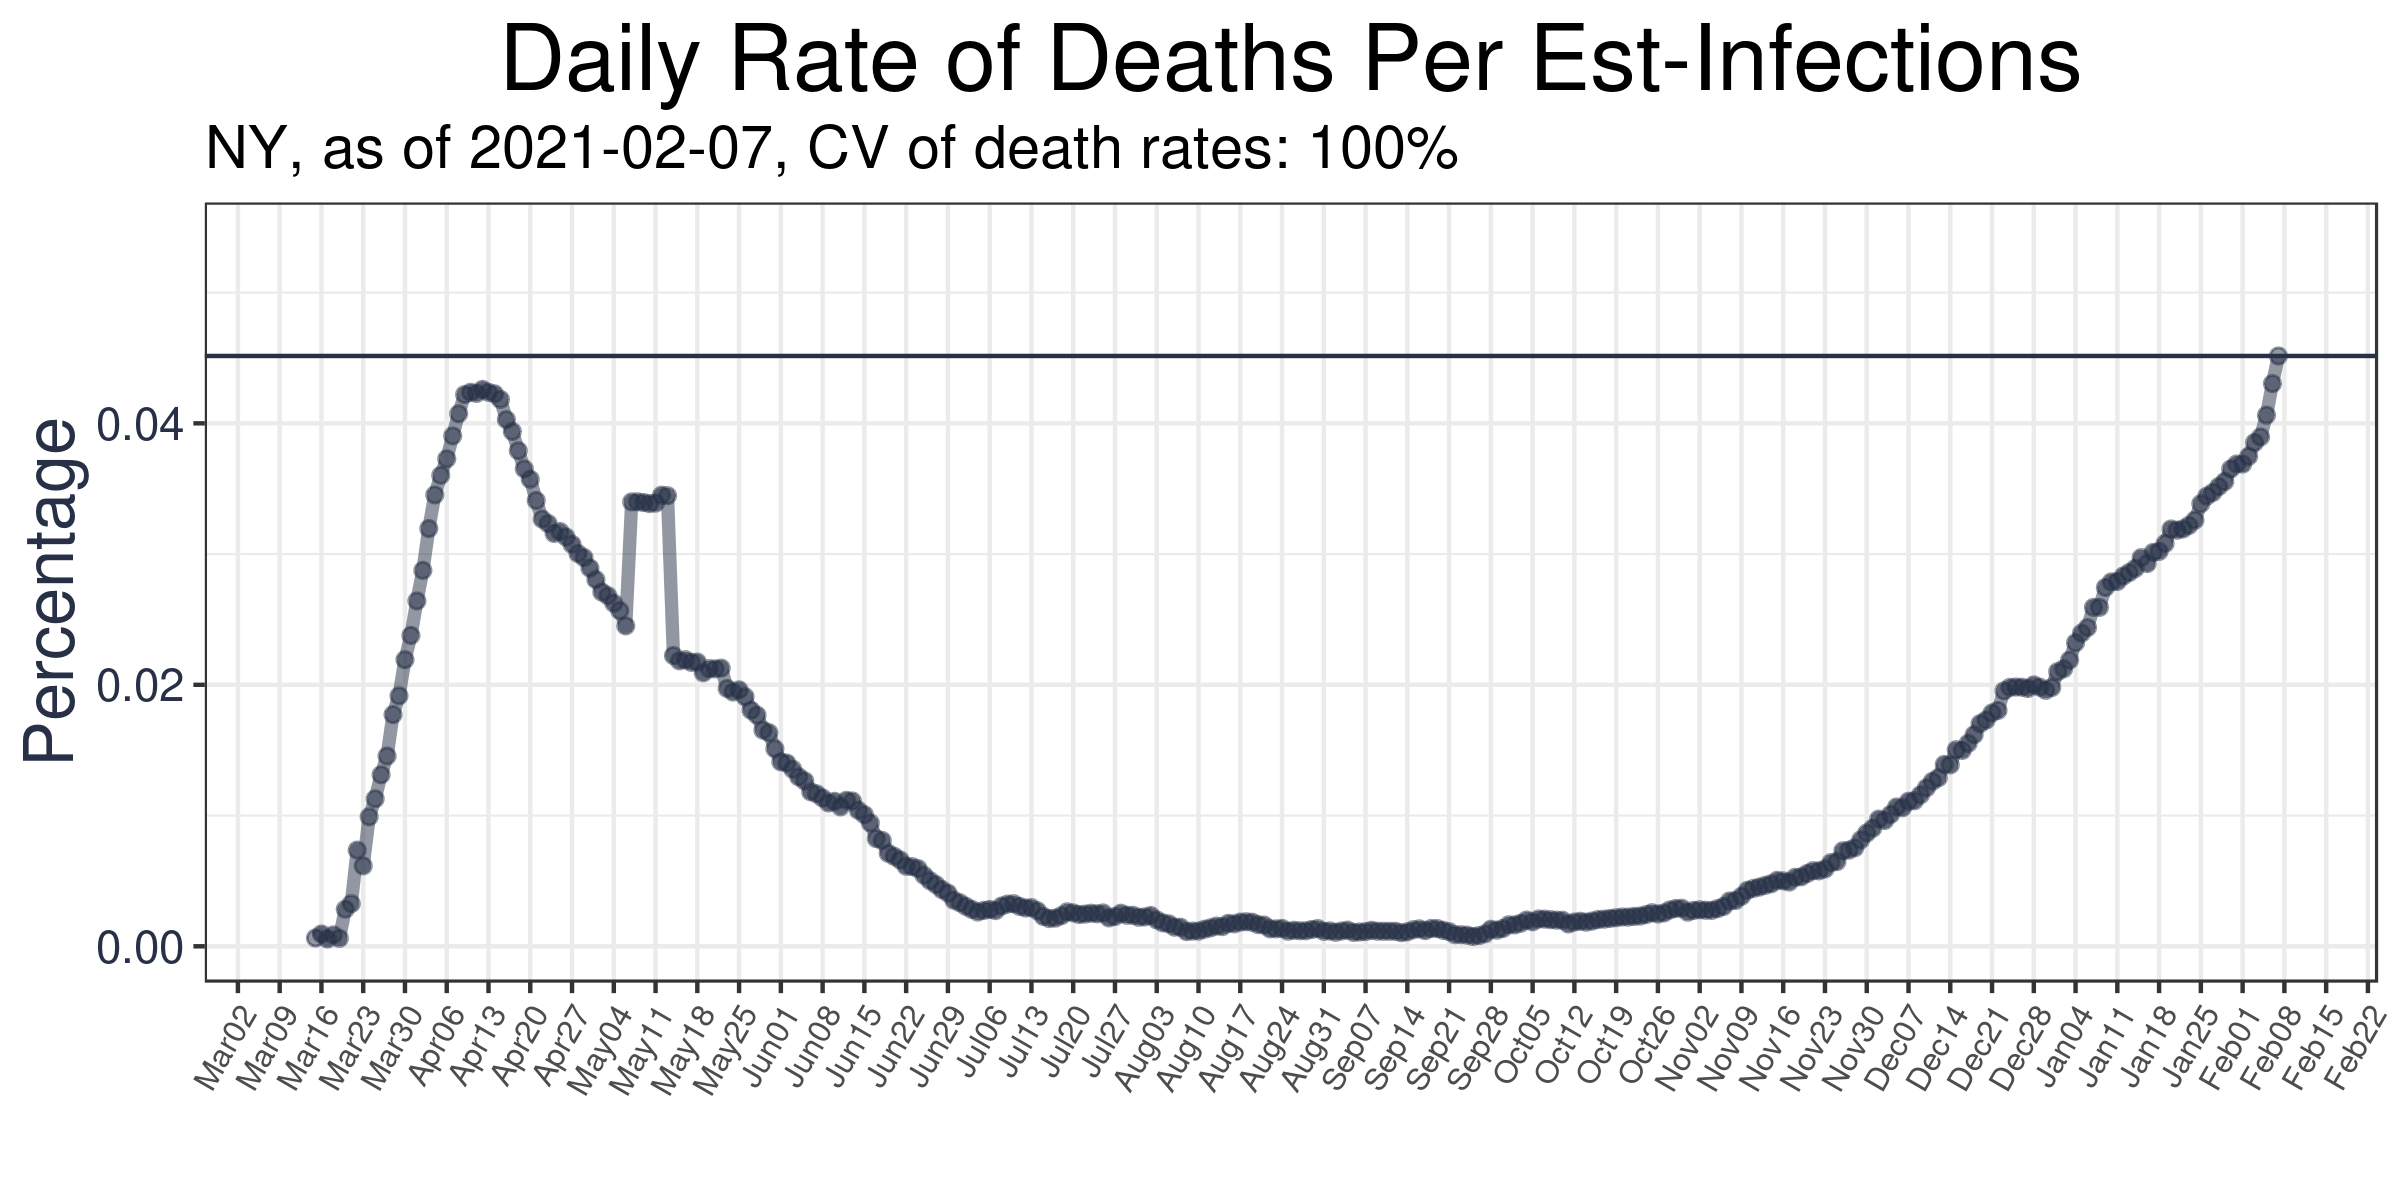 Daily Rate of Deaths Per Est-Infections
NY, as of 2021-02-07, CV of death rates: 100%
Percentage
0.04
0.02
0.00
Mar02
Mar09
Mar16
Mar23
Mar30
Apr06
Apr13
Apr20
Apr27
May04
May11
May18
May25
Jun01
Jun08
Jun15
Jun22
Jun29
Jul06
Jul13
Jul20
Jul27
Aug03
Aug10
Aug17
Aug24
Aug31
Sep07
Sep14
Sep21
Sep28
Oct05
Oct12
Oct19
Oct26
Nov02
Nov09
Nov16
Nov23
Nov30
Dec07
Dec14
Dec21
Dec28
Jan04
Jan11
Jan18
Jan25
Feb01
Feb08
Feb15
Feb22